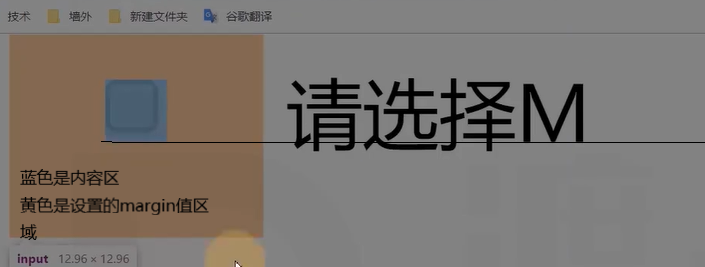 技术 墙外 新建文件夹 谷歌翻译
请选择M
蓝色是内容区
黄色是设置的margin值区
域
input 12.96 × 12.96